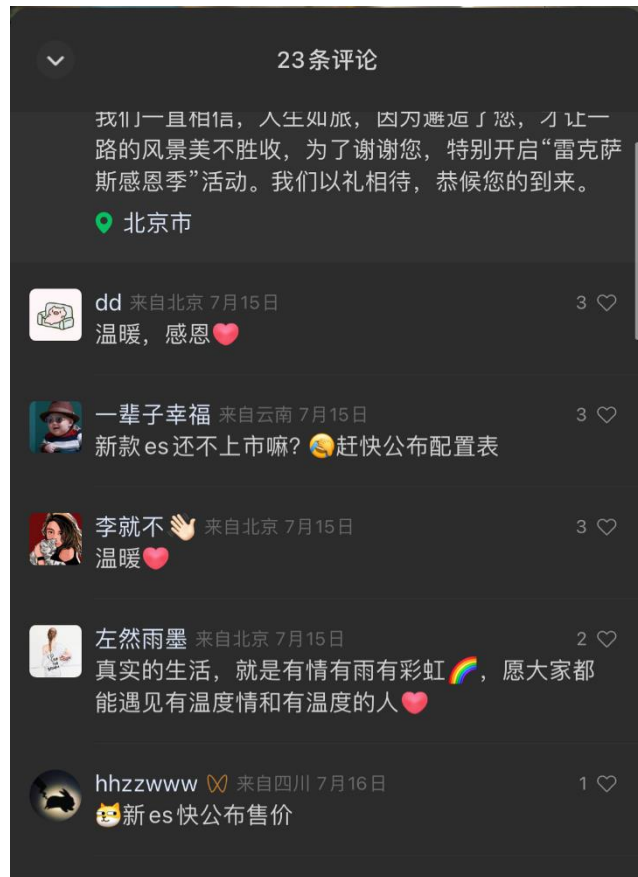 23条评论
我们一直相信，人生如旅，因为邂逅了您，才让一
路的风景美不胜收，为了谢谢您，特别开启“雷克萨
斯感恩季”活动。我们以礼相待，恭候您的到来。
北京市
dd 来自北京 7月15日 3
温暖，感恩❤
一辈子幸福 来自云南 7月15日 3
新款es还不上市嘛？🤣赶快公布配置表
李就不👋🏻 来自北京 7月15日 3
温暖❤
左然雨墨 来自北京 7月15日 2
真实的生活，就是有情有雨有彩虹🌈，愿大家都
能遇见有温度情和有温度的人❤
hhzzwww 来自四川 7月16日 1
新es快公布售价